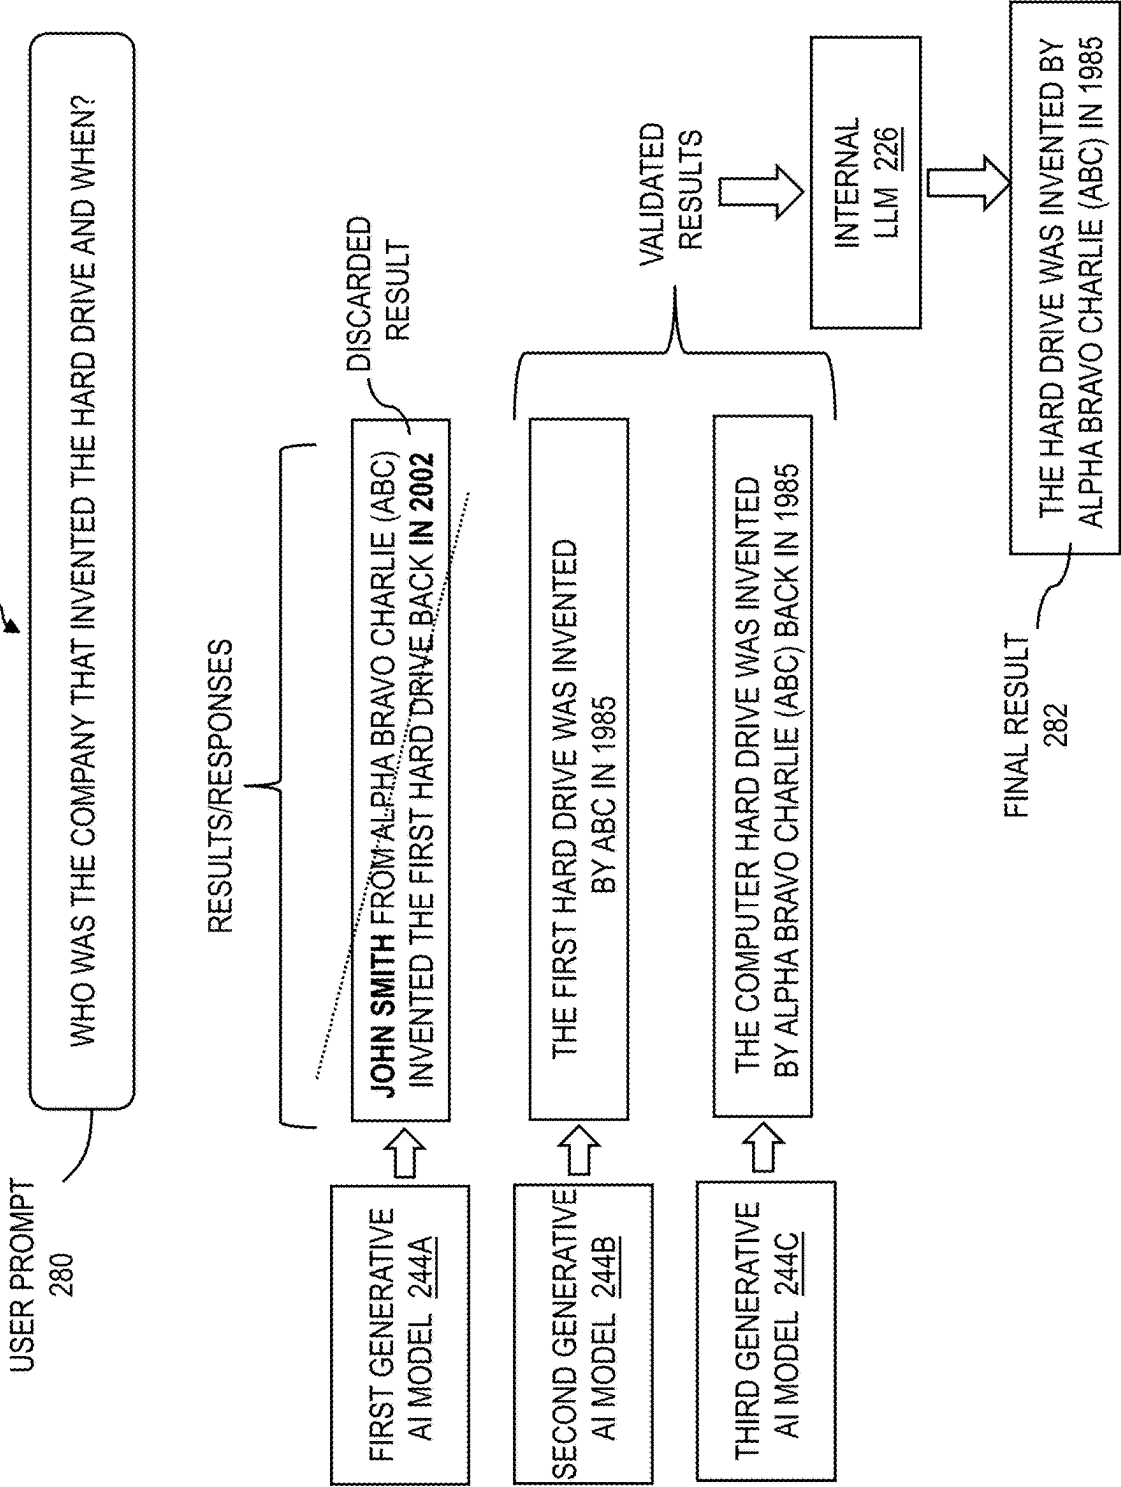 USER PROMPT
280
WHO WAS THE COMPANY THAT INVENTED THE HARD DRIVE AND WHEN?
RESULTS/RESPONSES
FIRST GENERATIVE
AI MODEL 244A
JOHN SMITH FROM ALPHA BRAVO CHARLIE (ABC)
INVENTED THE FIRST HARD DRIVE BACK IN 2002
DISCARDED
RESULT
SECOND GENERATIVE
AI MODEL 244B
THE FIRST HARD DRIVE WAS INVENTED
BY ABC IN 1985
THIRD GENERATIVE
AI MODEL 244C
THE COMPUTER HARD DRIVE WAS INVENTED
BY ALPHA BRAVO CHARLIE (ABC) BACK IN 1985
VALIDATED
RESULTS
INTERNAL
LLM 226
FINAL RESULT
282
THE HARD DRIVE WAS INVENTED BY
ALPHA BRAVO CHARLIE (ABC) IN 1985